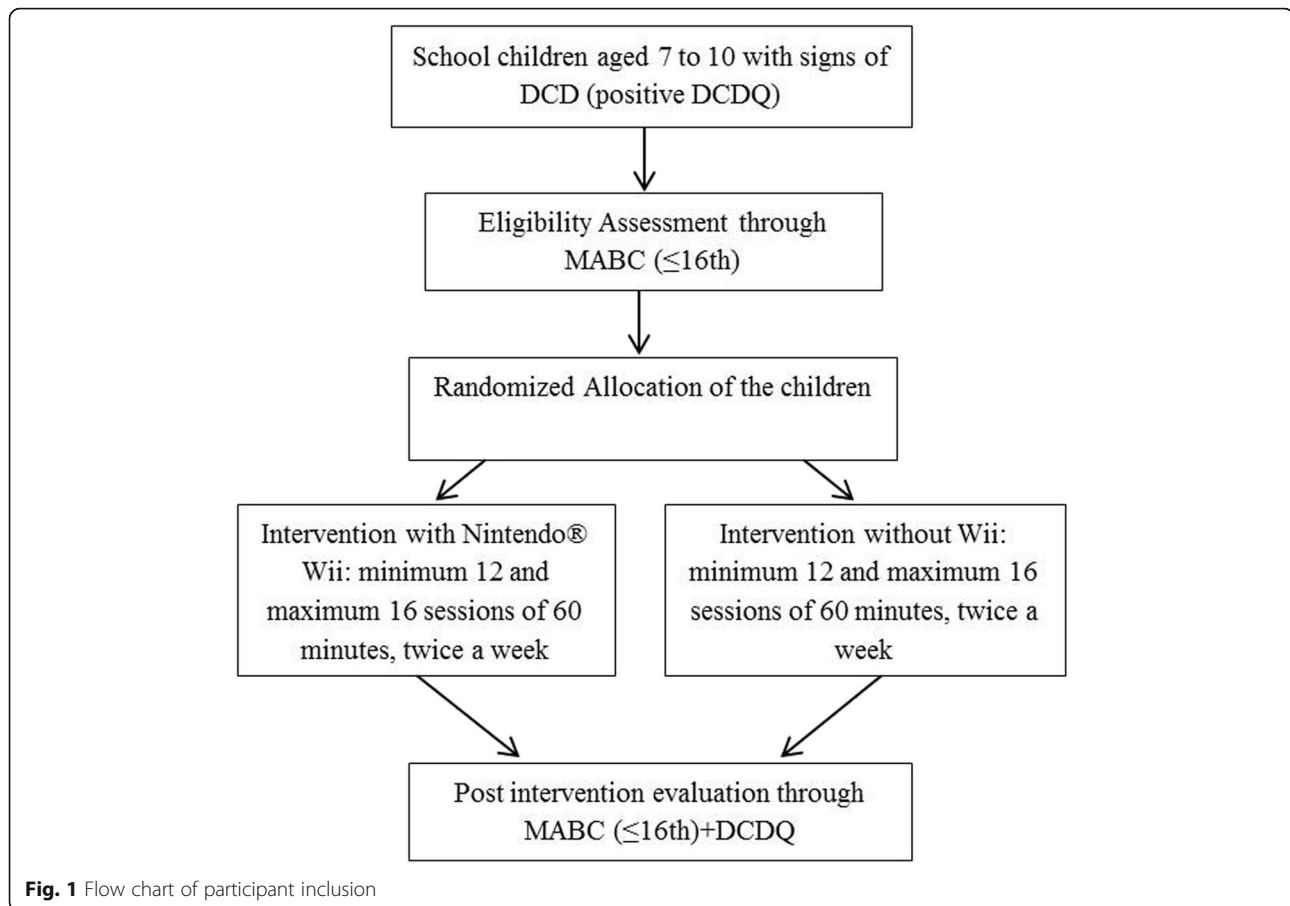 School children aged 7 to 10 with signs of
DCD (positive DCDQ)
Eligibility Assessment through
MABC (≤16th)
Randomized Allocation of the children
Intervention with Nintendo®
Wii: minimum 12 and
maximum 16 sessions of 60
minutes, twice a week
Intervention without Wii:
minimum 12 and maximum 16
sessions of 60 minutes, twice a
week
Post intervention evaluation through
MABC (≤16th)+DCDQ
Fig. 1 Flow chart of participant inclusion